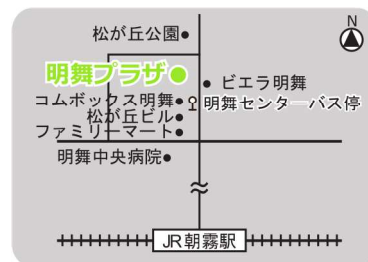 N
松が丘公園
明舞プラザ
ビエラ明舞
コムボックス明舞
明舞センターバス停
松が丘ビル
ファミリーマート
明舞中央病院
JR朝霧駅